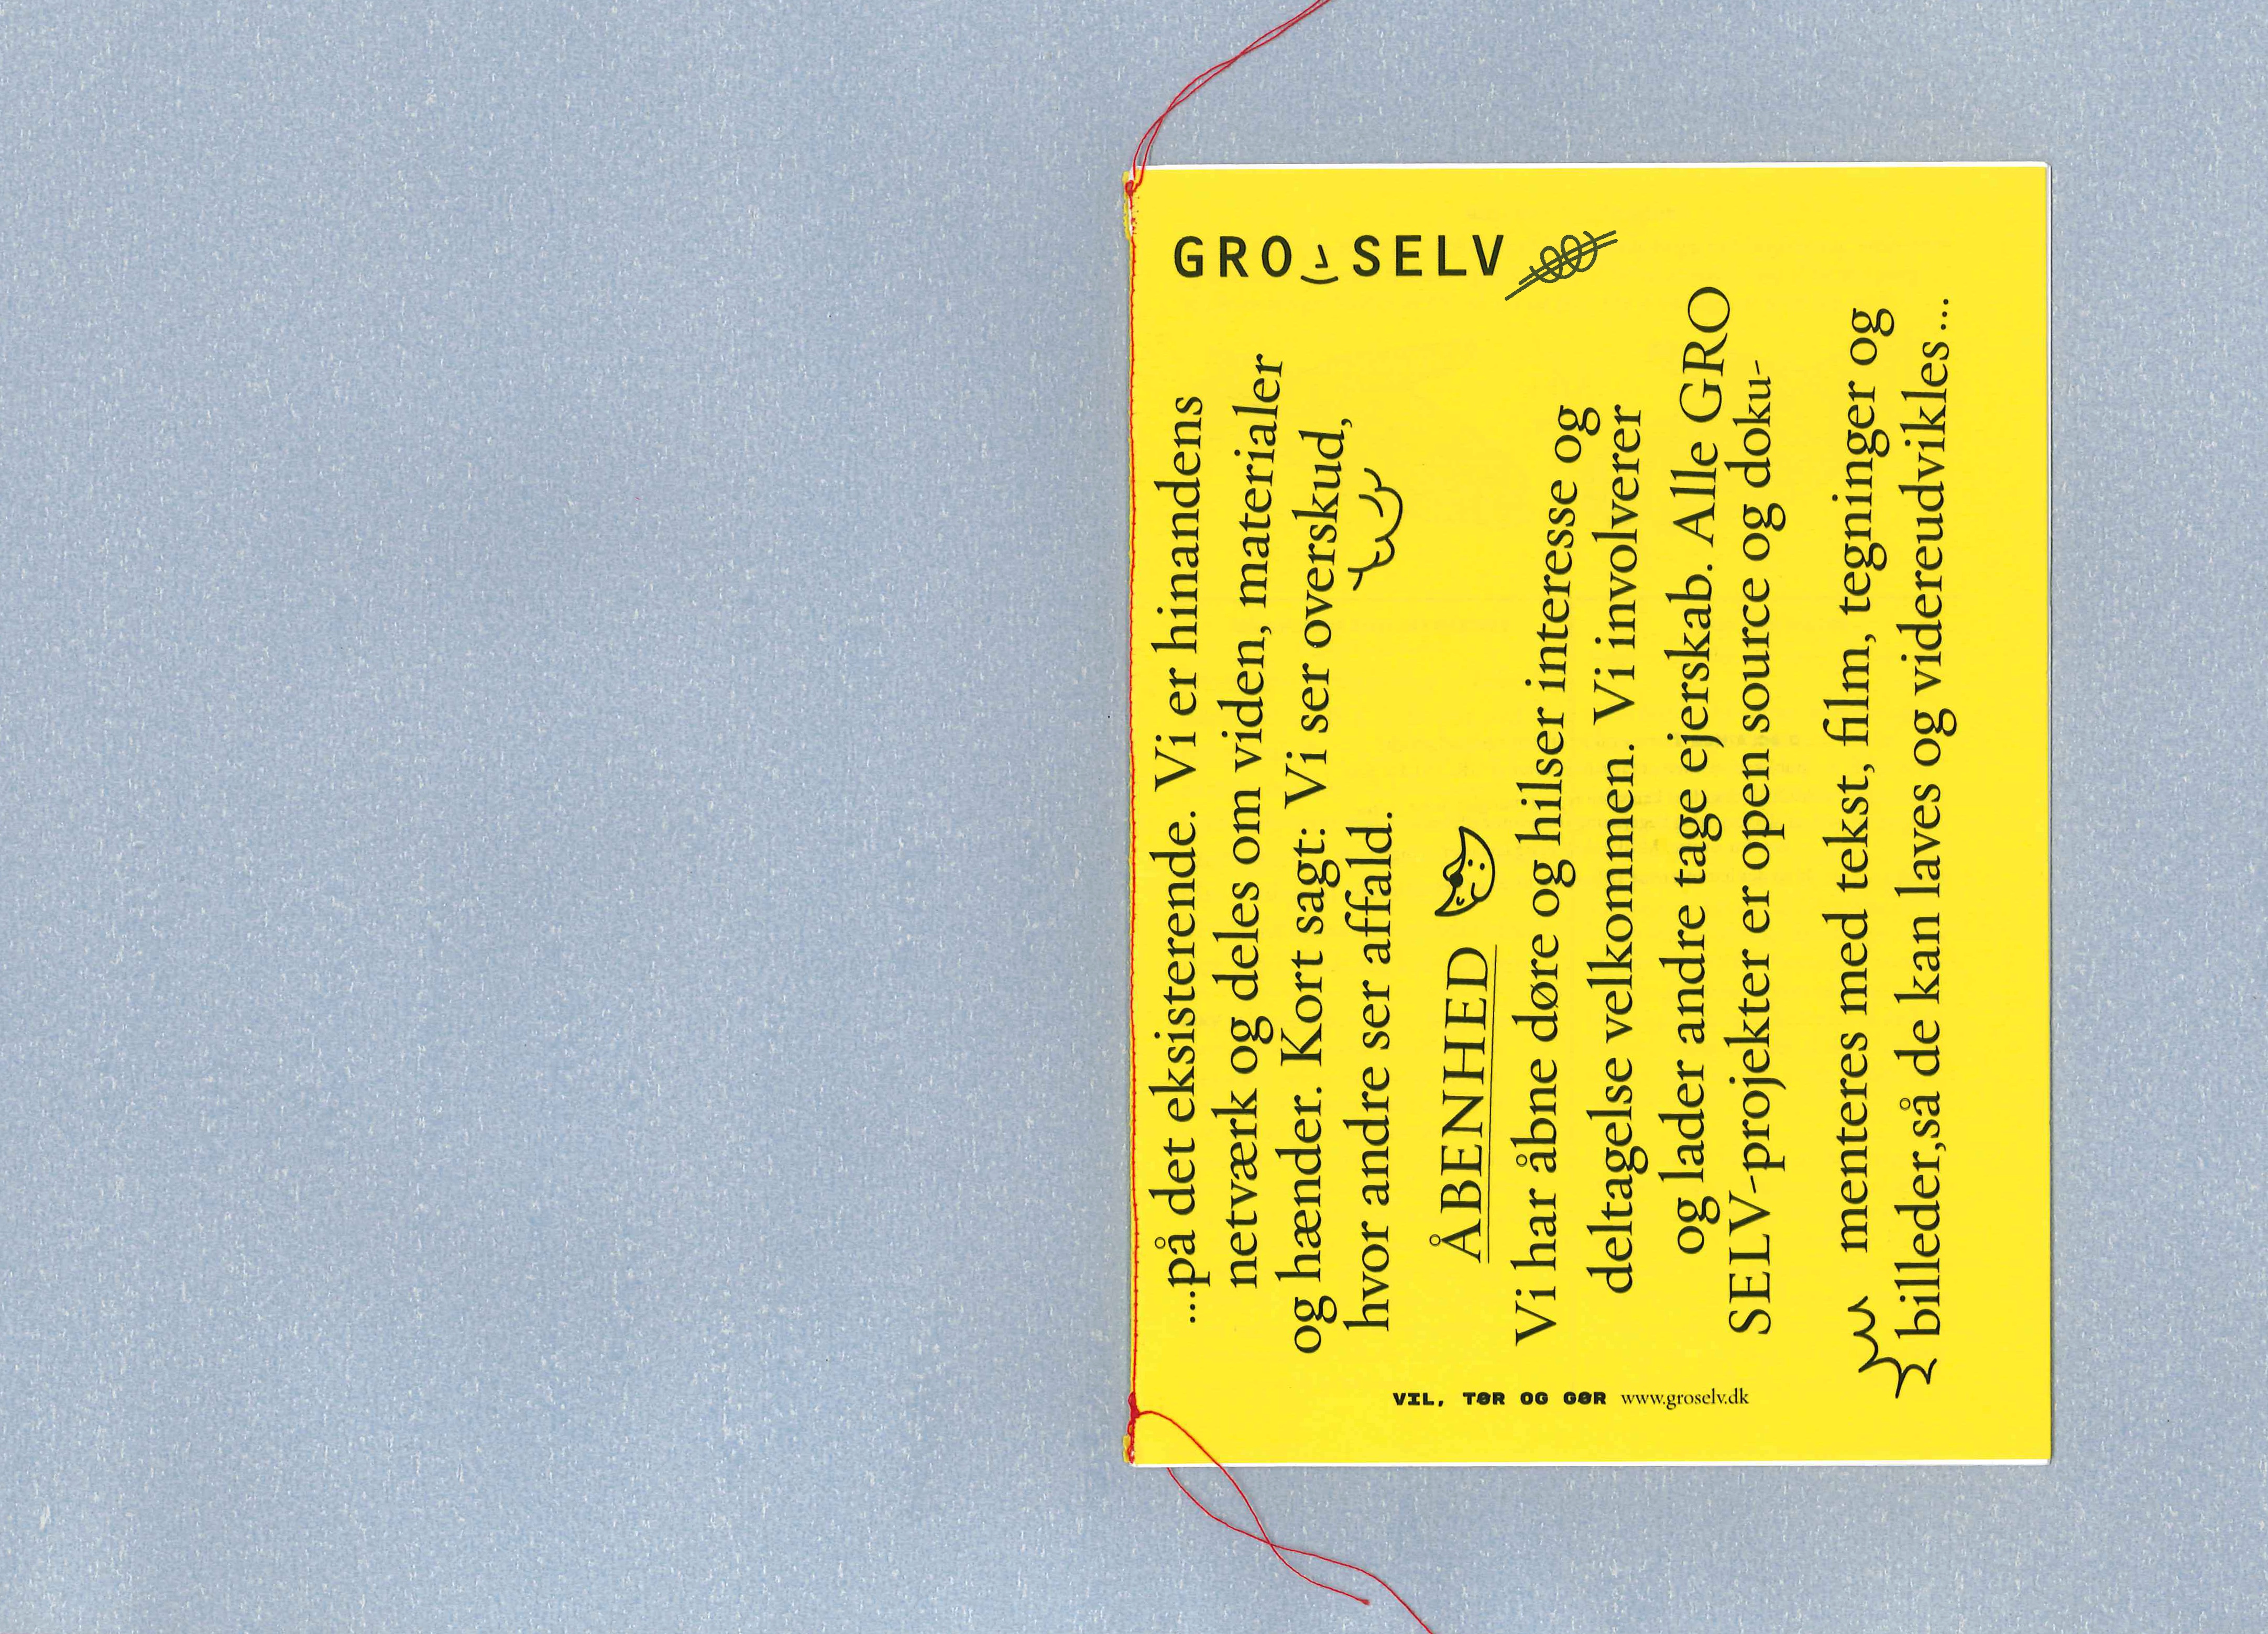 GRO SELV
...på det eksisterende. Vi er hinandens
netværk og deles om viden, materialer
og hænder. Kort sagt: Vi ser overskud,
hvor andre ser affald.
ÅBENHED
Vi har åbne døre og hilser interesse og
deltagelse velkommen. Vi involverer
og lader andre tage ejerskab. Alle GRO
SELV-projekter er open source og doku-
menteres med tekst, film, tegninger og
billeder,så de kan laves og videreudvikles...
VIL, TØR OG GØR www.groselv.dk